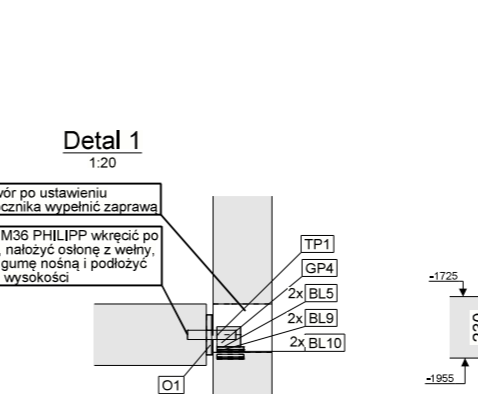 Detal 1
1:20
wór po ustawieniu
cznika wypełnić zaprawą
M36 PHILIPP wkręcić po
, nałożyć osłonę z wełny,
gumę nośną i podłożyć
wysokości
TP1
GP4
2x BL5
2x BL9
2x BL10
O1
-1725
230
-1955